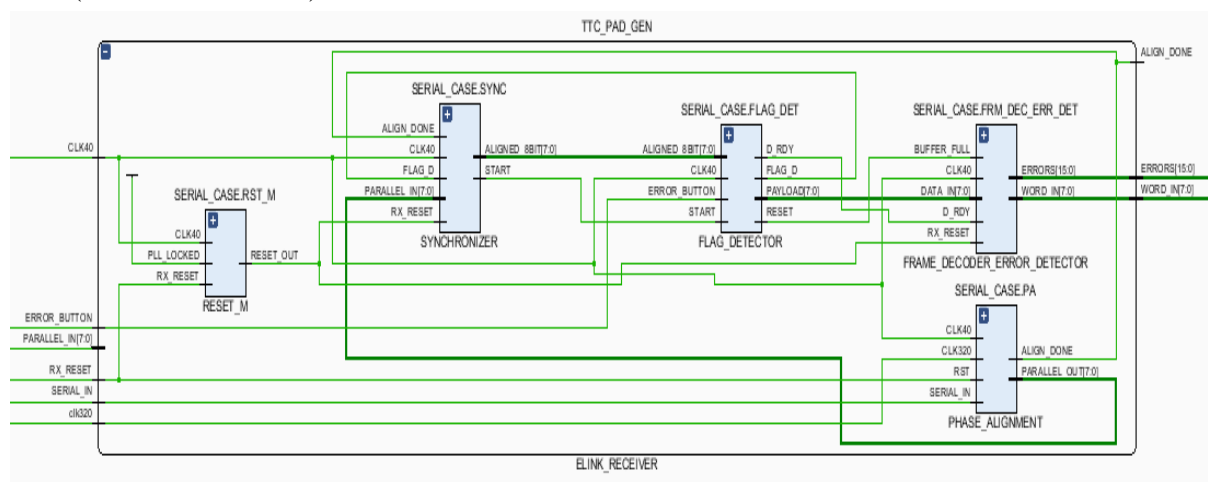 TTC_PAD_GEN
ALIGN_DONE
SERIAL_CASE.SYNC
SERIAL_CASE.FLAG_DET
SERIAL_CASE.FRM_DEC_ERR_DET
ALIGN_DONE
CLK40
FLAG_D
PARALLEL_IN[7:0]
RX_RESET
ALIGNED_8BIT[7:0]
START
SYNCHRONIZER
ALIGNED_8BIT[7:0]
CLK40
ERROR_BUTTON
START
D_RDY
FLAG_D
PAYLOAD[7:0]
RESET
FLAG_DETECTOR
BUFFER_FULL
CLK40
DATA_IN[7:0]
D_RDY
RX_RESET
ERRORS[15:0]
WORD_IN[7:0]
FRAME_DECODER_ERROR_DETECTOR
ERRORS[15:0]
WORD_IN[7:0]
CLK40
SERIAL_CASE.RST_M
CLK40
PLL_LOCKED
RX_RESET
RESET_OUT
RESET_M
SERIAL_CASE.PA
CLK40
CLK320
RST
SERIAL_IN
ALIGN_DONE
PARALLEL_OUT[7:0]
PHASE_ALIGNMENT
ERROR_BUTTON
PARALLEL_IN[7:0]
RX_RESET
SERIAL_IN
clk320
ELINK_RECEIVER